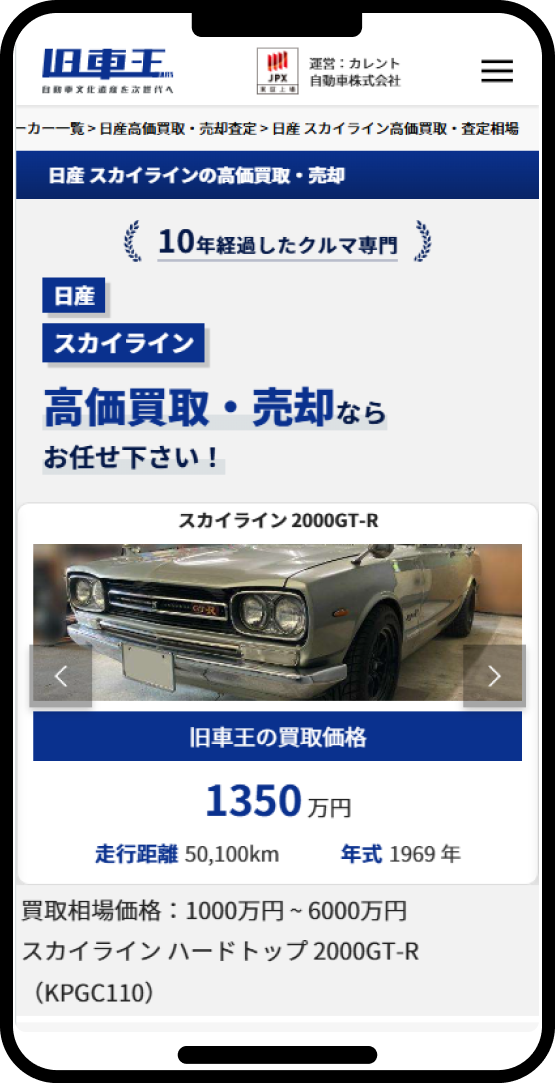 旧車王
自動車文化遺産を次世代へ
JPX
東証上場
運営：カレント
自動車株式会社
ーカー一覧 > 日産高価買取・売却査定 > 日産 スカイライン高価買取・査定相場
日産 スカイラインの高価買取・売却
10年経過したクルマ専門
日産
スカイライン
高価買取・売却なら
お任せ下さい！
スカイライン 2000GT-R
GT-R
旧車王の買取価格
1350 万円
走行距離 50,100km 年式 1969 年
買取相場価格：1000万円 ~ 6000万円
スカイライン ハードトップ 2000GT-R
（KPGC110）